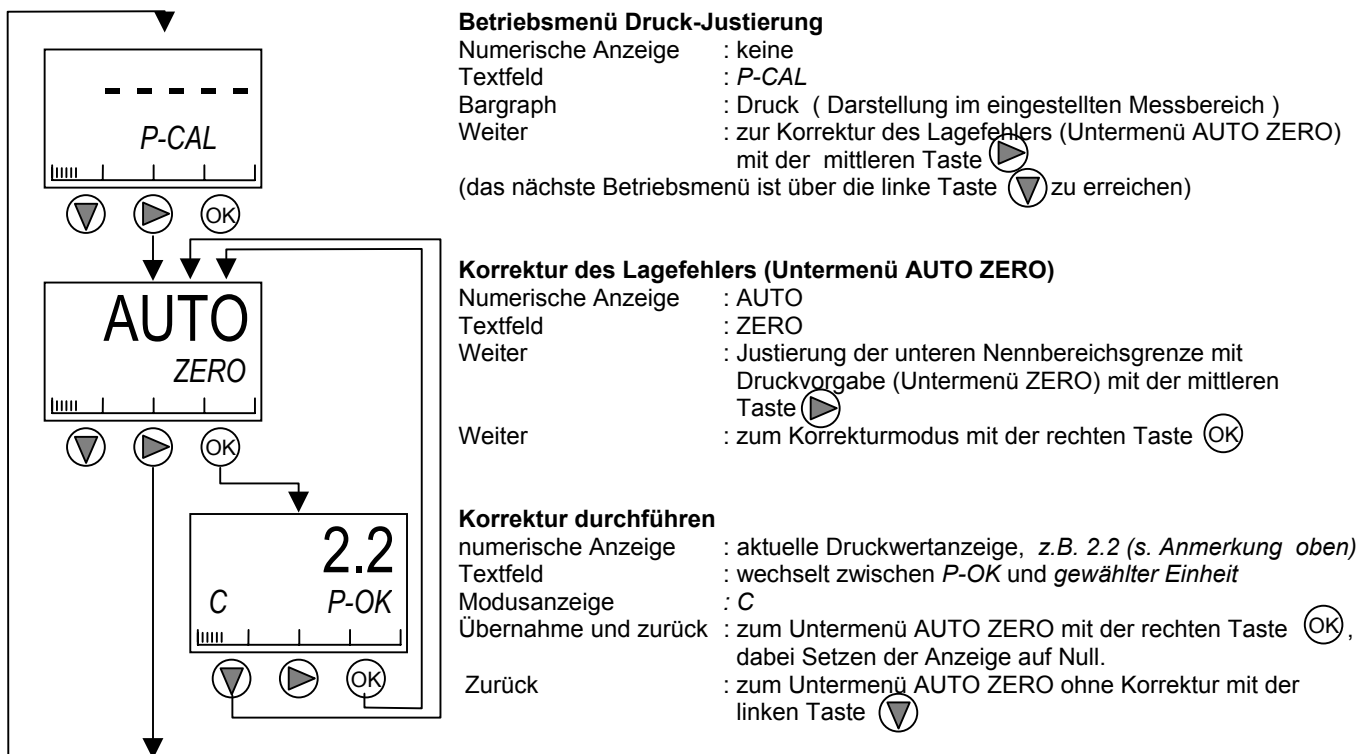 Betriebsmenü Druck-Justierung
Numerische Anzeige : keine
Textfeld : P-CAL
Bargraph : Druck ( Darstellung im eingestellten Messbereich )
Weiter : zur Korrektur des Lagefehlers (Untermenü AUTO ZERO)
mit der mittleren Taste
(das nächste Betriebsmenü ist über die linke Taste zu erreichen)
- - - - -
P-CAL
OK
Korrektur des Lagefehlers (Untermenü AUTO ZERO)
Numerische Anzeige : AUTO
Textfeld : ZERO
Weiter : Justierung der unteren Nennbereichsgrenze mit
Druckvorgabe (Untermenü ZERO) mit der mittleren
Taste
Weiter : zum Korrekturmodus mit der rechten Taste OK
AUTO
ZERO
OK
Korrektur durchführen
numerische Anzeige : aktuelle Druckwertanzeige, z.B. 2.2 (s. Anmerkung oben)
Textfeld : wechselt zwischen P-OK und gewählter Einheit
Modusanzeige : C
Übernahme und zurück : zum Untermenü AUTO ZERO mit der rechten Taste OK,
dabei Setzen der Anzeige auf Null.
Zurück : zum Untermenü AUTO ZERO ohne Korrektur mit der
linken Taste
2.2
C P-OK
OK